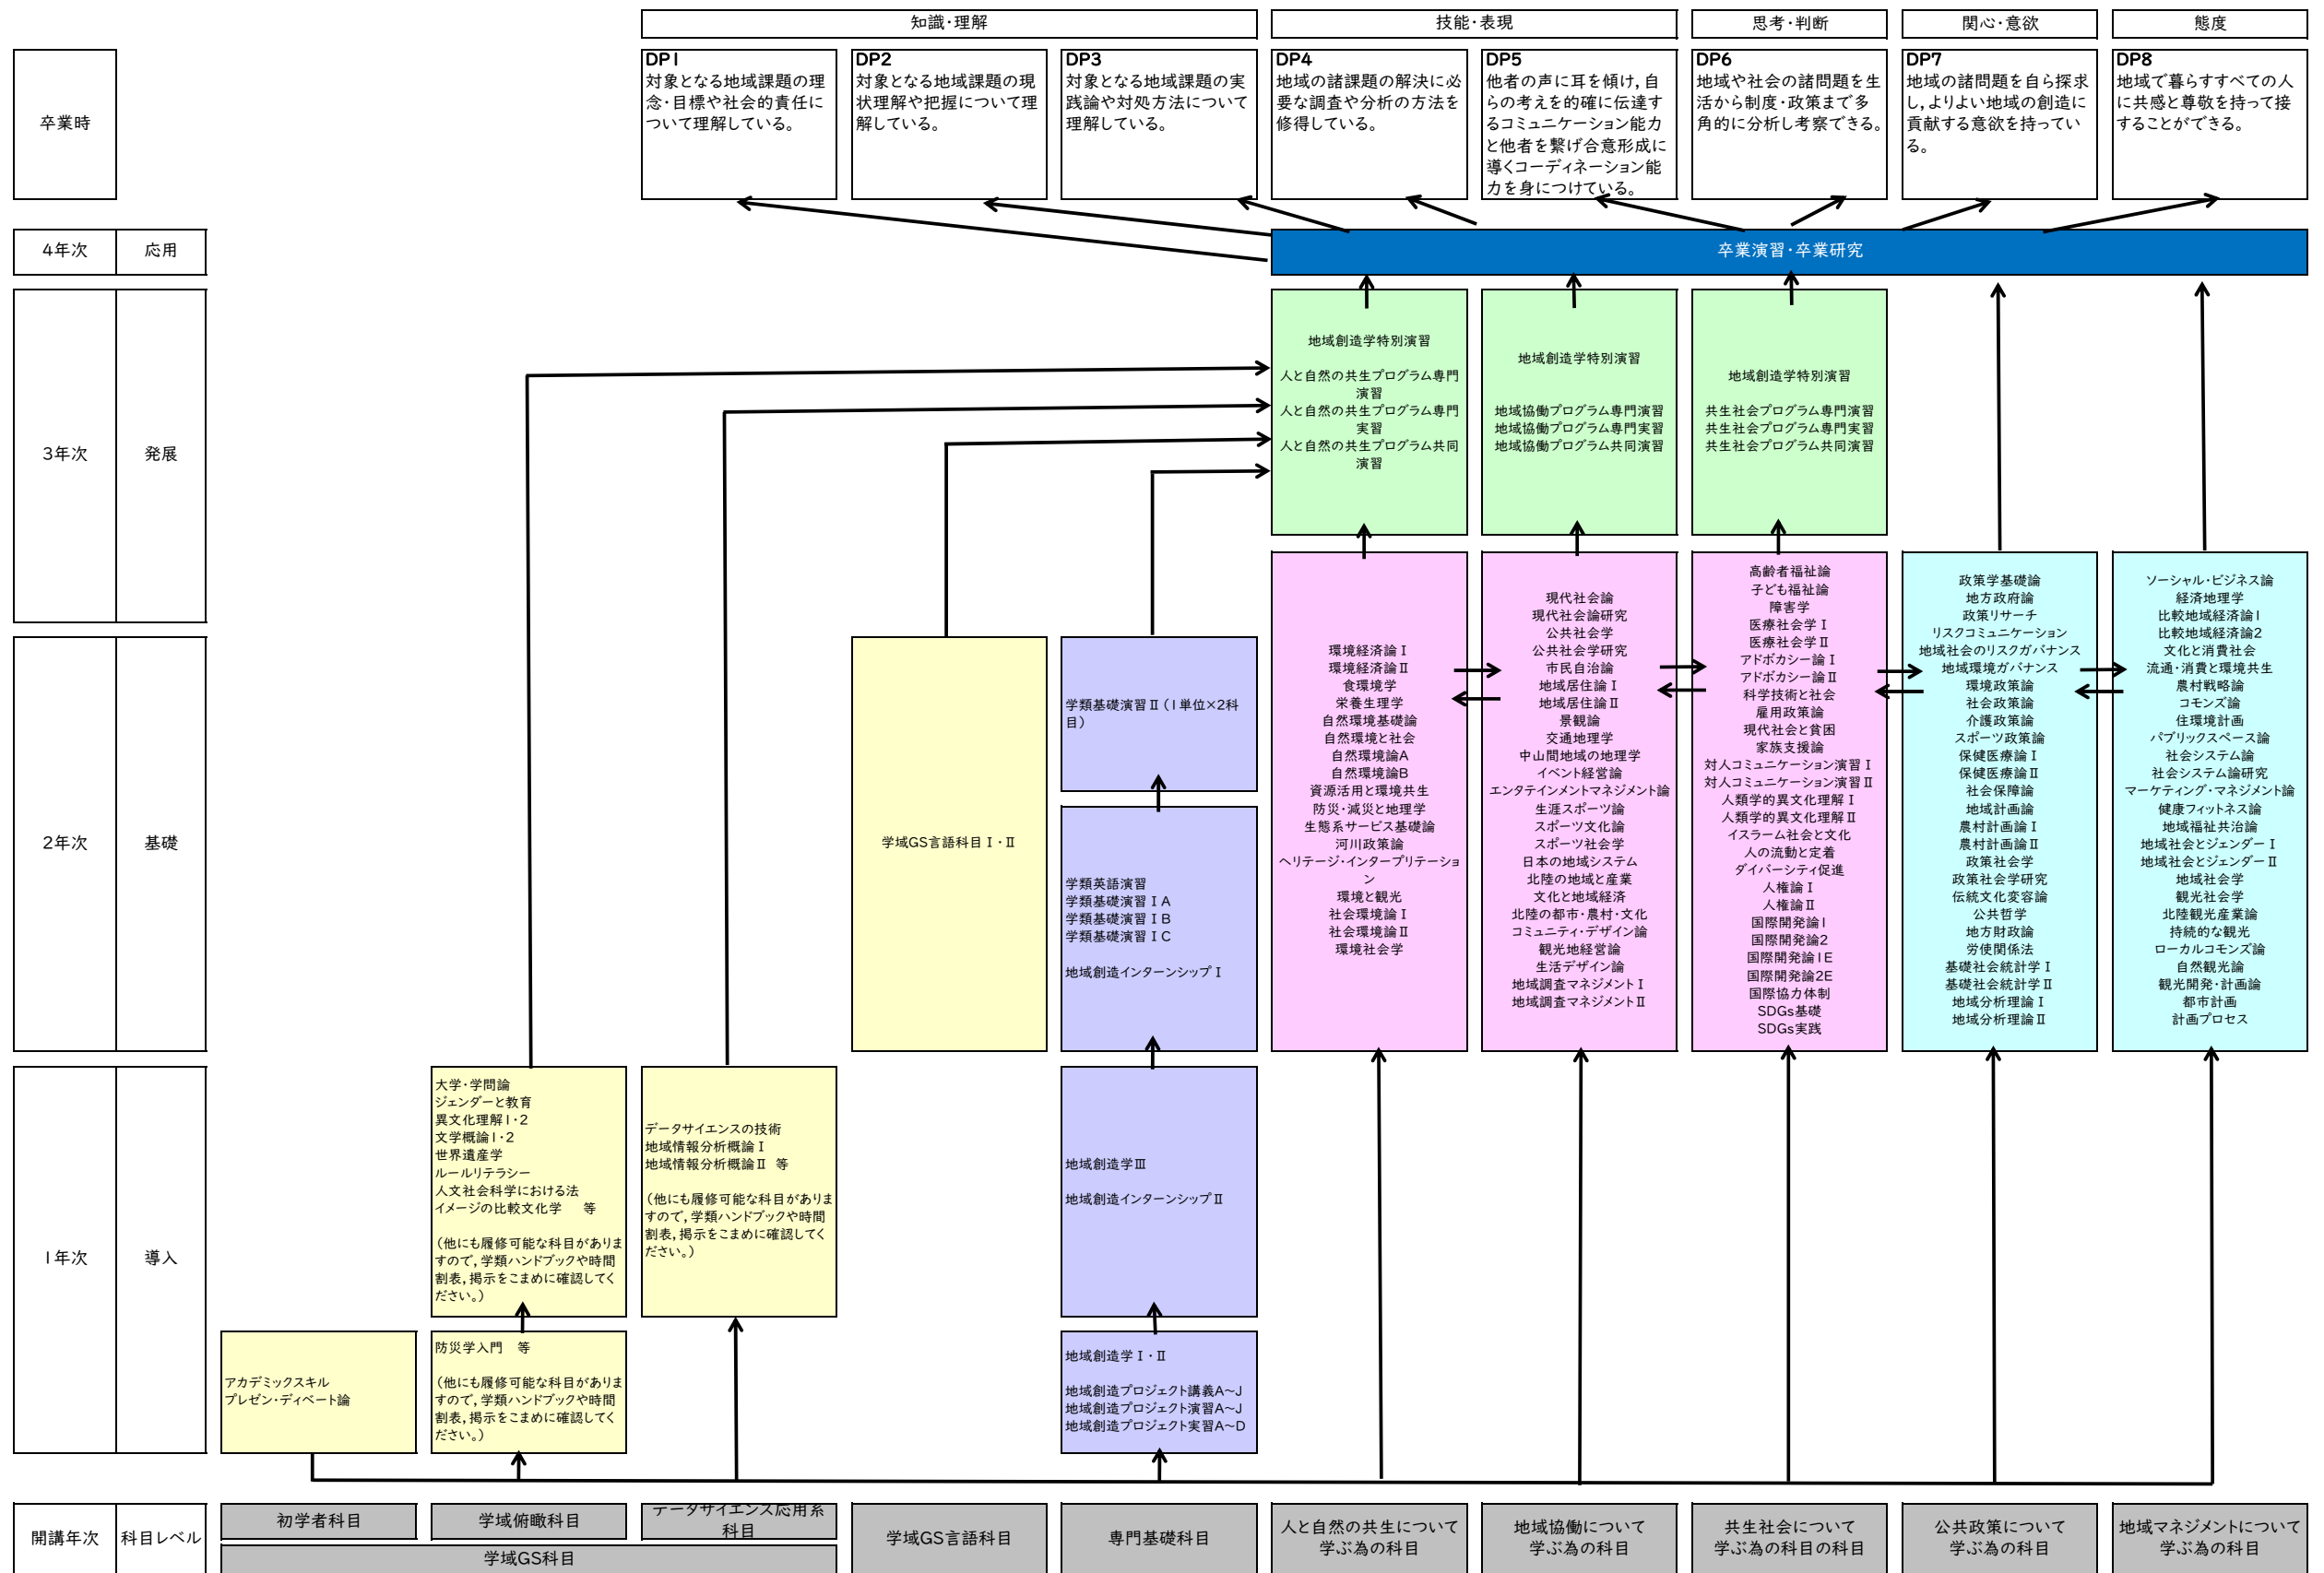 知識・理解
技能・表現
思考・判断
関心・意欲
態度
卒業時
DP1
対象となる地域課題の理
念・目標や社会的責任に
ついて理解している。
DP2
対象となる地域課題の現
状理解や把握について理
解している。
DP3
対象となる地域課題の実
践論や対処方法について
理解している。
DP4
地域の諸課題の解決に必
要な調査や分析の方法を
修得している。
DP5
他者の声に耳を傾け，自
らの考えを的確に伝達す
るコミュニケーション能力
と他者を繋げ合意形成に
導くコーディネーション能
力を身につけている。
DP6
地域や社会の諸問題を生
活から制度・政策まで多
角的に分析し考察できる。
DP7
地域の諸問題を自ら探求
し，よりよい地域の創造に
貢献する意欲を持ってい
る。
DP8
地域で暮らすすべての人
に共感と尊敬を持って接
することができる。
4年次
応用
卒業演習・卒業研究
3年次
発展
地域創造学特別演習
人と自然の共生プログラム専門
演習
人と自然の共生プログラム専門
実習
人と自然の共生プログラム共同
演習
地域創造学特別演習
地域協働プログラム専門演習
地域協働プログラム専門実習
地域協働プログラム共同演習
地域創造学特別演習
共生社会プログラム専門演習
共生社会プログラム専門実習
共生社会プログラム共同演習
2年次
基礎
学域GS言語科目Ⅰ・Ⅱ
学類基礎演習Ⅱ（1単位×2科
目）
学類英語演習
学類基礎演習ⅠA
学類基礎演習ⅠB
学類基礎演習ⅠC
地域創造インターンシップⅠ
環境経済論Ⅰ
環境経済論Ⅱ
食環境学
栄養生理学
自然環境基礎論
自然環境と社会
自然環境論A
自然環境論B
資源活用と環境共生
防災・減災と地理学
生態系サービス基礎論
河川政策論
ヘリテージ・インタープリテーショ
ン
環境と観光
社会環境論Ⅰ
社会環境論Ⅱ
環境社会学
現代社会論
現代社会論研究
公共社会学
公共社会学研究
市民自治論
地域居住論Ⅰ
地域居住論Ⅱ
景観論
交通地理学
中山間地域の地理学
イベント経営論
エンタテインメントマネジメント論
生涯スポーツ論
スポーツ文化論
スポーツ社会学
日本の地域システム
北陸の地域と産業
文化と地域経済
北陸の都市・農村・文化
コミュニティ・デザイン論
観光地経営論
生活デザイン論
地域調査マネジメントⅠ
地域調査マネジメントⅡ
高齢者福祉論
子ども福祉論
障害学
医療社会学Ⅰ
医療社会学Ⅱ
アドボカシー論Ⅰ
アドボカシー論Ⅱ
科学技術と社会
雇用政策論
現代社会と貧困
家族支援論
対人コミュニケーション演習Ⅰ
対人コミュニケーション演習Ⅱ
人類学的異文化理解Ⅰ
人類学的異文化理解Ⅱ
イスラーム社会と文化
人の流動と定着
ダイバーシティ促進
人権論Ⅰ
人権論Ⅱ
国際開発論1
国際開発論2
国際開発論1E
国際開発論2E
国際協力体制
SDGs基礎
SDGs実践
政策学基礎論
地方政府論
政策リサーチ
リスクコミュニケーション
地域社会のリスクガバナンス
地域環境ガバナンス
環境政策論
社会政策論
介護政策論
スポーツ政策論
保健医療論Ⅰ
保健医療論Ⅱ
社会保障論
地域計画論
農村計画論Ⅰ
農村計画論Ⅱ
政策社会学
政策社会学研究
伝統文化変容論
公共哲学
地方財政論
労使関係法
基礎社会統計学Ⅰ
基礎社会統計学Ⅱ
地域分析理論Ⅰ
地域分析理論Ⅱ
ソーシャル・ビジネス論
経済地理学
比較地域経済論1
比較地域経済論2
文化と消費社会
流通・消費と環境共生
農村戦略論
コモンズ論
住環境計画
パブリックスペース論
社会システム論
社会システム論研究
マーケティング・マネジメント論
健康フィットネス論
地域福祉共治論
地域社会とジェンダーⅠ
地域社会とジェンダーⅡ
地域社会学
観光社会学
北陸観光産業論
持続的な観光
ローカルコモンズ論
自然観光論
観光開発・計画論
都市計画
計画プロセス
1年次
導入
大学・学問論
ジェンダーと教育
異文化理解1・2
文学概論1・2
世界遺産学
ルールリテラシー
人文社会科学における法
イメージの比較文化学　等
（他にも履修可能な科目がありま
すので，学類ハンドブックや時間
割表，掲示をこまめに確認してく
ださい。）
データサイエンスの技術
地域情報分析概論Ⅰ
地域情報分析概論Ⅱ　等
（他にも履修可能な科目がありま
すので，学類ハンドブックや時間
割表，掲示をこまめに確認してく
ださい。）
地域創造学Ⅲ
地域創造インターンシップⅡ
アカデミックスキル
プレゼン・ディベート論
防災学入門　等
（他にも履修可能な科目がありま
すので，学類ハンドブックや時間
割表，掲示をこまめに確認してく
ださい。）
地域創造学Ⅰ・Ⅱ
地域創造プロジェクト講義A～J
地域創造プロジェクト演習A～J
地域創造プロジェクト実習A～D
開講年次
科目レベル
初学者科目
学域俯瞰科目
データサイエンス応用系
科目
学域GS科目
学域GS言語科目
専門基礎科目
人と自然の共生について
学ぶ為の科目
地域協働について
学ぶ為の科目
共生社会について
学ぶ為の科目の科目
公共政策について
学ぶ為の科目
地域マネジメントについて
学ぶ為の科目